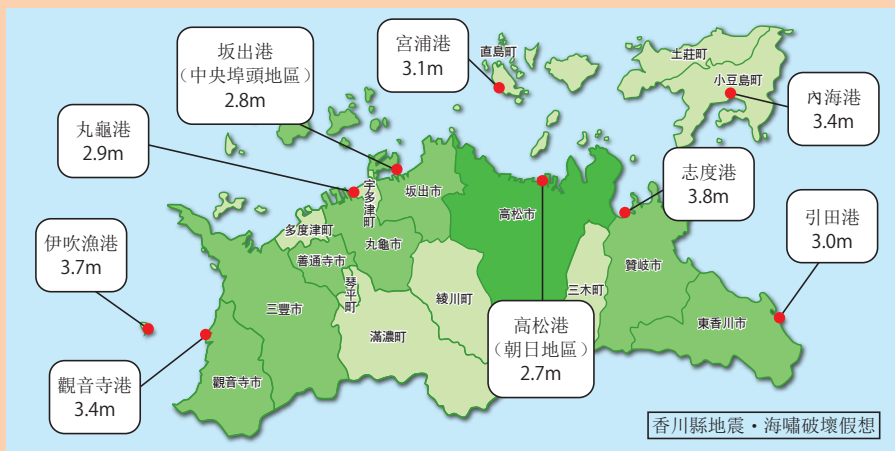 坂出港
（中央埠頭地區）
2.8m
宮浦港
3.1m
直島町
土莊町
小豆島町
內海港
3.4m
丸龜港
2.9m
志度港
3.8m
引田港
3.0m
伊吹漁港
3.7m
觀音寺港
3.4m
高松港
（朝日地區）
2.7m
宇多津町
坂出市
高松市
多度津町
丸龜市
善通寺市
琴平町
綾川町
三木町
讚岐市
三豐市
滿濃町
東香川市
觀音寺市
香川縣地震・海嘯破壞假想